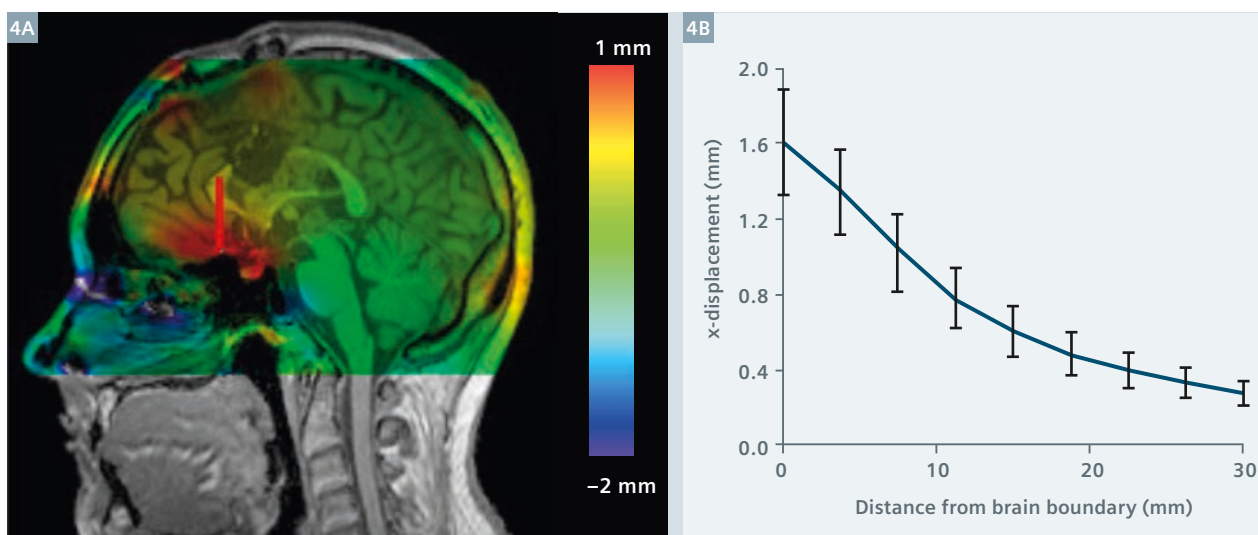 4A
1 mm
−2 mm
4B
x-displacement (mm)
2.0
1.6
1.2
0.8
0.4
0.0
0 10 20 30
Distance from brain boundary (mm)